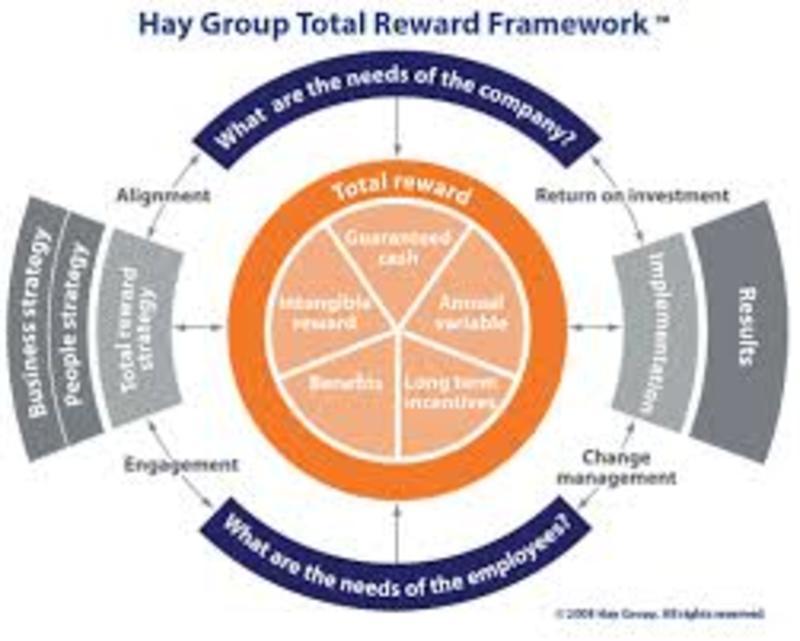 Hay Group Total Reward Framework ™
What are the needs of the company?
Alignment
Return on investment
Total reward
Guaranteed
cash
Annual
variable
Long term
incentives
Benefits
Intangible
reward
Business strategy
People strategy
Total reward
strategy
Implementation
Results
Engagement
Change
management
What are the needs of the employees?
Hay Group. All rights reserved.